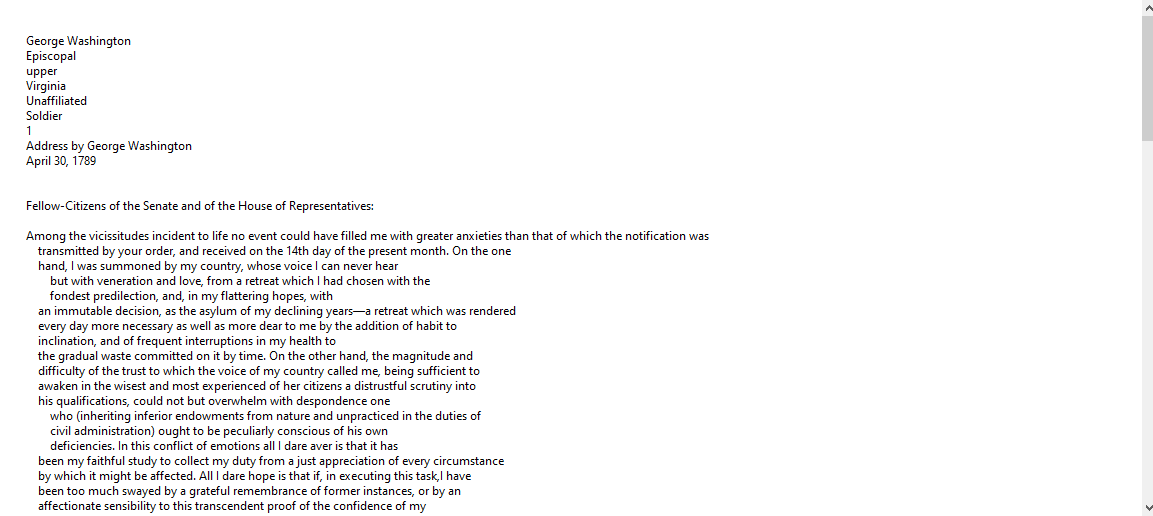 George Washington
Episcopal
upper
Virginia
Unaffiliated
Soldier
1
Address by George Washington
April 30, 1789
Fellow-Citizens of the Senate and of the House of Representatives:
Among the vicissitudes incident to life no event could have filled me with greater anxieties than that of which the notification was
transmitted by your order, and received on the 14th day of the present month. On the one
hand, I was summoned by my country, whose voice I can never hear
but with veneration and love, from a retreat which I had chosen with the
fondest predilection, and, in my flattering hopes, with
an immutable decision, as the asylum of my declining years—a retreat which was rendered
every day more necessary as well as more dear to me by the addition of habit to
inclination, and of frequent interruptions in my health to
the gradual waste committed on it by time. On the other hand, the magnitude and
difficulty of the trust to which the voice of my country called me, being sufficient to
awaken in the wisest and most experienced of her citizens a distrustful scrutiny into
his qualifications, could not but overwhelm with despondence one
who (inheriting inferior endowments from nature and unpracticed in the duties of
civil administration) ought to be peculiarly conscious of his own
deficiencies. In this conflict of emotions all I dare aver is that it has
been my faithful study to collect my duty from a just appreciation of every circumstance
by which it might be affected. All I dare hope is that if, in executing this task,I have
been too much swayed by a grateful remembrance of former instances, or by an
affectionate sensibility to this transcendent proof of the confidence of my